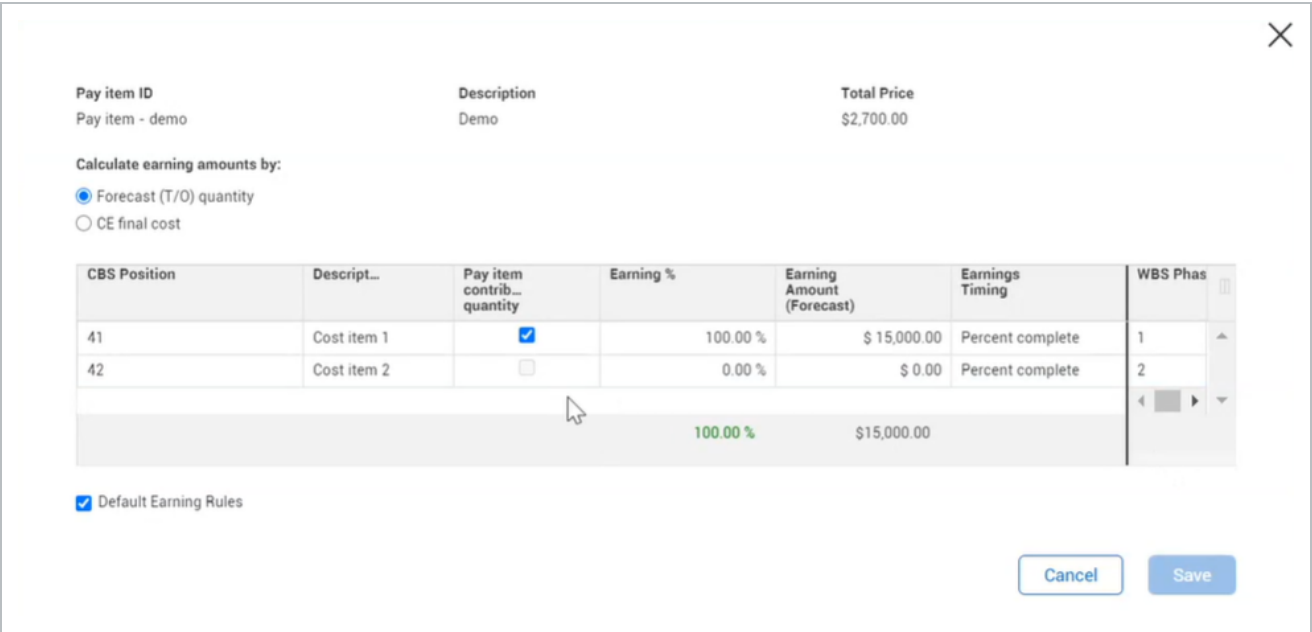 Pay item ID Description Total Price
Pay item - demo Demo $2,700.00
Calculate earning amounts by:
Forecast (T/O) quantity
CE final cost
CBS Position Descript... Pay item Earning % Earning Earnings WBS Phas
contrib... Amount Timing
quantity (Forecast)
41 Cost item 1 100.00 % $ 15,000.00 Percent complete 1
42 Cost item 2 0.00 % $ 0.00 Percent complete 2
100.00 % $15,000.00
Default Earning Rules
Cancel Save